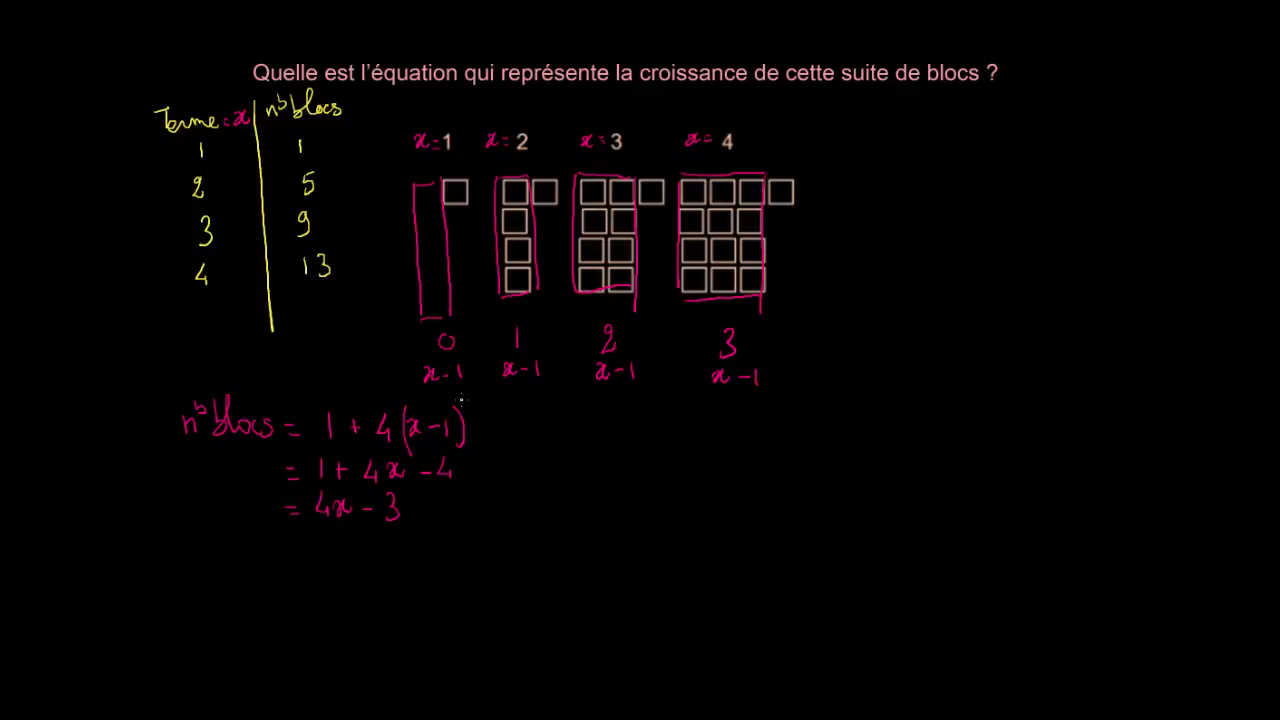 Quelle est l'équation qui représente la croissance de cette suite de blocs ?
Terme = x nb blocs
1 1
2 5
3 9
4 13
x = 1 x = 2 x = 3 x = 4
0 1 2 3
x - 1 x - 1 x - 1 x - 1
nb blocs = 1 + 4(x - 1)
= 1 + 4x - 4
= 4x - 3